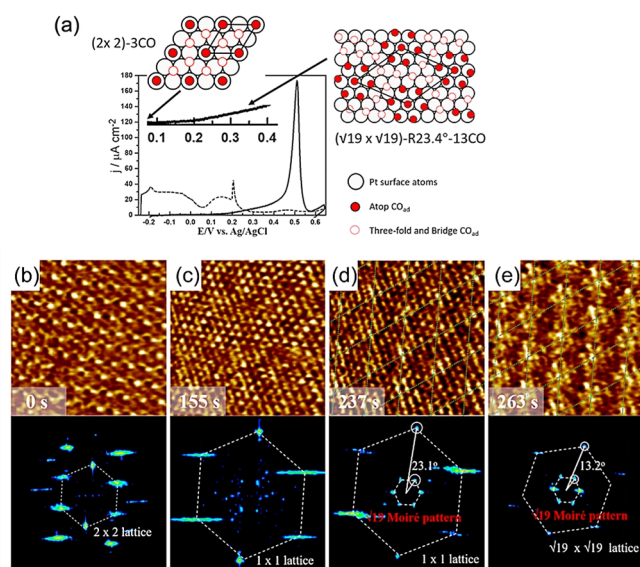 (a)
(2x 2)-3CO
(√19 x √19)-R23.4°-13CO
180
160
140
120
100
80
60
40
20
0
j / μA cm⁻²
0.1 0.2 0.3 0.4
-0.2 -0.1 0.0 0.1 0.2 0.3 0.4 0.5 0.6
E/V vs. Ag/AgCl
Pt surface atoms
Atop COad
Three-fold and Bridge COad
(b) (c) (d) (e)
0 s 155 s 237 s 263 s
2 x 2 lattice
1 x 1 lattice
23.1°
√19 Moiré pattern
1 x 1 lattice
13.2°
√19 Moiré pattern
√19 x √19 lattice